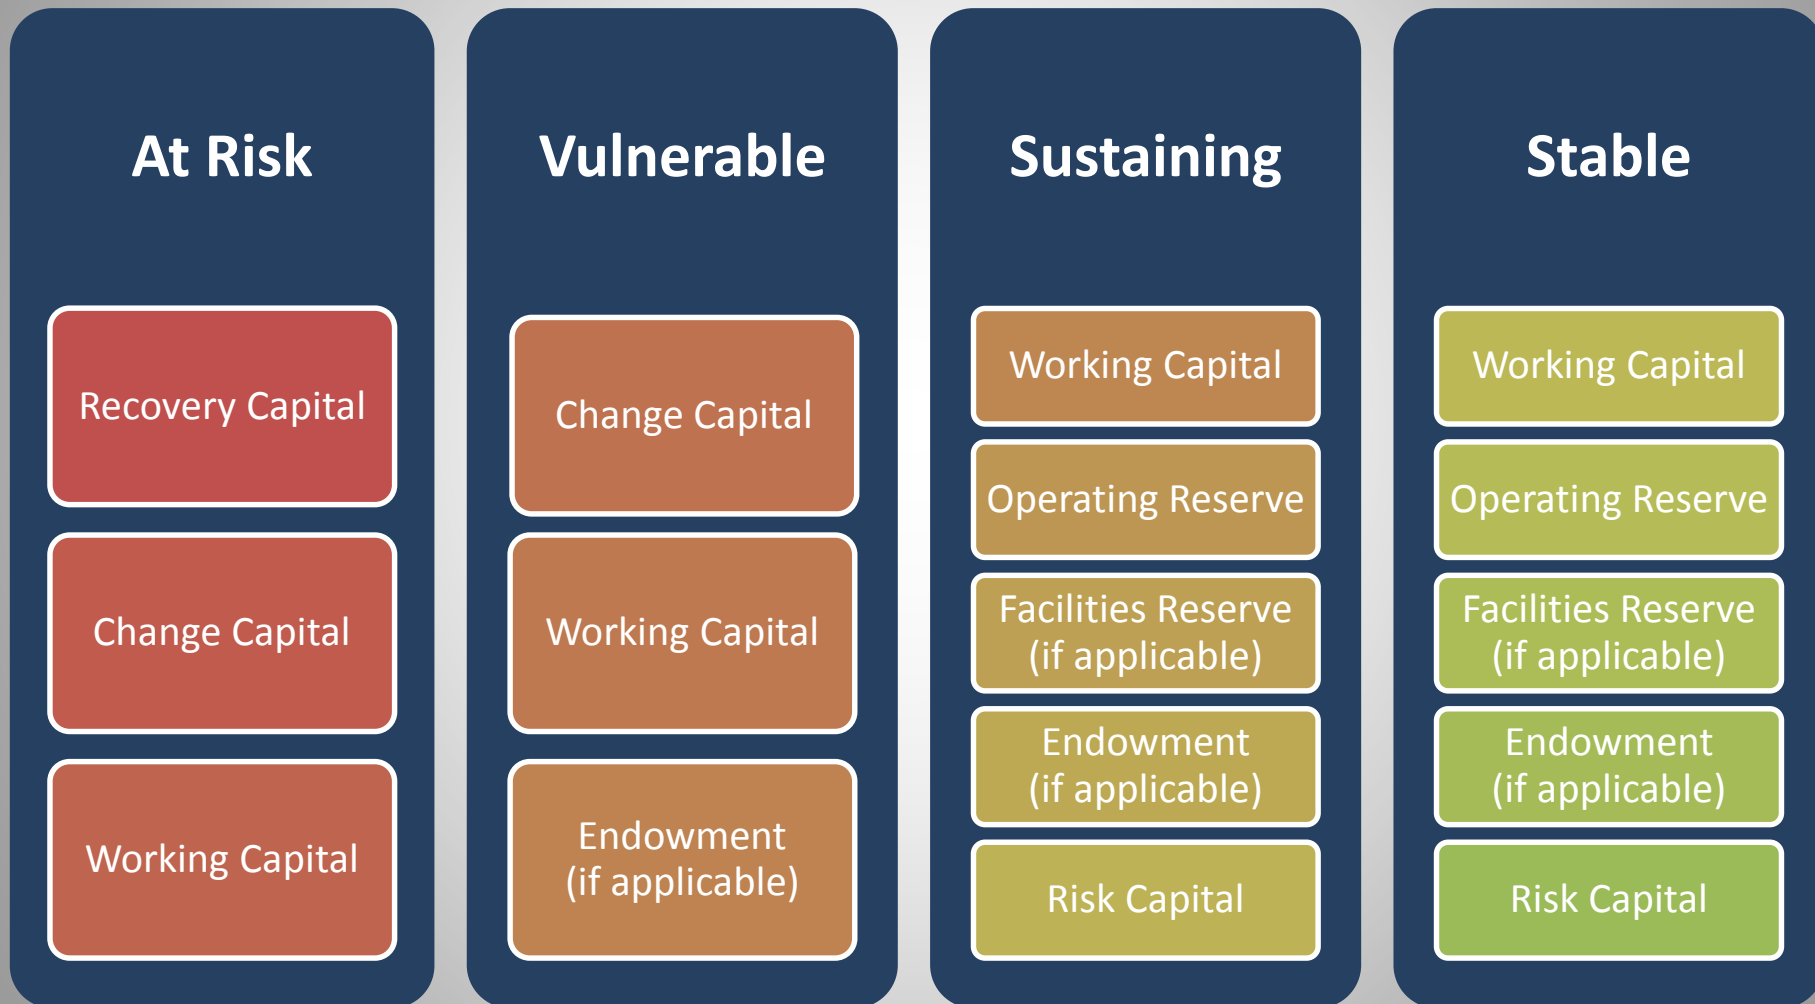 At Risk
Recovery Capital
Change Capital
Working Capital
Vulnerable
Change Capital
Working Capital
Endowment
(if applicable)
Sustaining
Working Capital
Operating Reserve
Facilities Reserve
(if applicable)
Endowment
(if applicable)
Risk Capital
Stable
Working Capital
Operating Reserve
Facilities Reserve
(if applicable)
Endowment
(if applicable)
Risk Capital